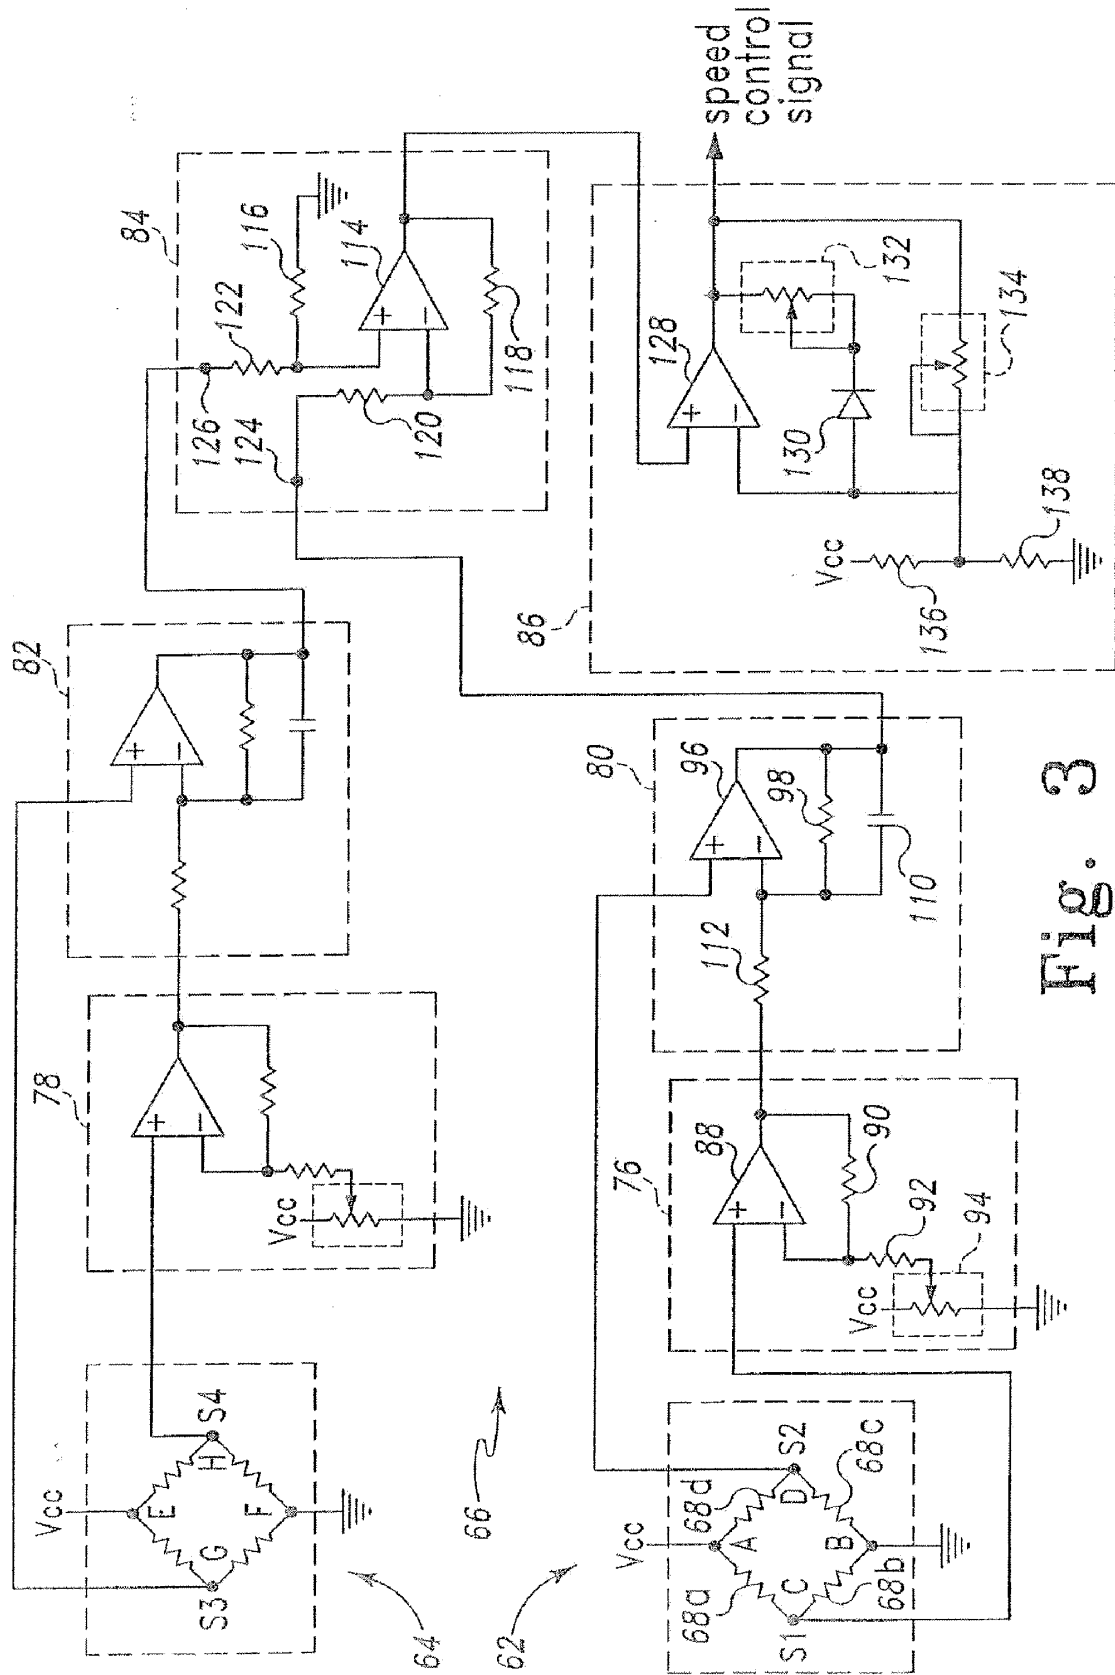 Vcc
E
G
F
H
S3
S4
64
66
78
Vcc
82
84
126
122
116
124
120
114
118
62
Vcc
A
68a
68d
S2
D
C
B
S1
68b
68c
76
88
90
92
94
Vcc
80
96
98
110
112
86
128
130
132
134
Vcc
136
138
speed
control
signal
+
−
+
−
+
−
+
−
+
−
+
−
Fig. 3